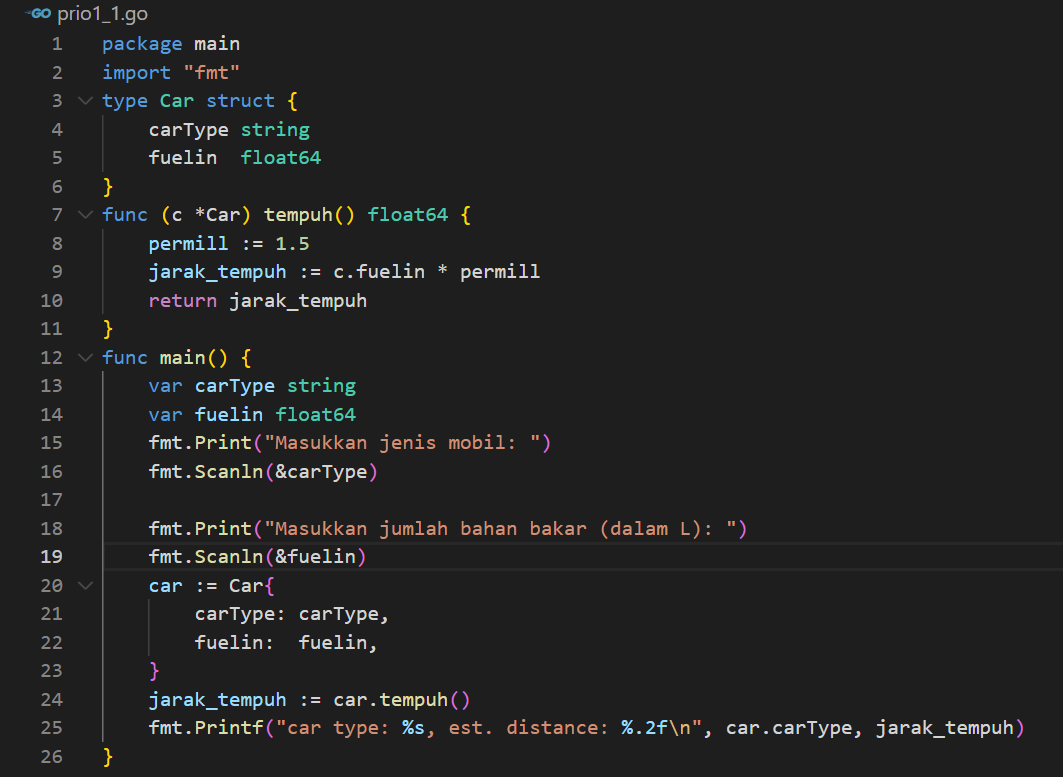 GO prio1_1.go
1 package main
2 import "fmt"
3 type Car struct {
4     carType string
5     fuelin  float64
6 }
7 func (c *Car) tempuh() float64 {
8     permill := 1.5
9     jarak_tempuh := c.fuelin * permill
10     return jarak_tempuh
11 }
12 func main() {
13     var carType string
14     var fuelin float64
15     fmt.Print("Masukkan jenis mobil: ")
16     fmt.Scanln(&carType)
17
18     fmt.Print("Masukkan jumlah bahan bakar (dalam L): ")
19     fmt.Scanln(&fuelin)
20     car := Car{
21         carType: carType,
22         fuelin:  fuelin,
23     }
24     jarak_tempuh := car.tempuh()
25     fmt.Printf("car type: %s, est. distance: %.2f\n", car.carType, jarak_tempuh)
26 }